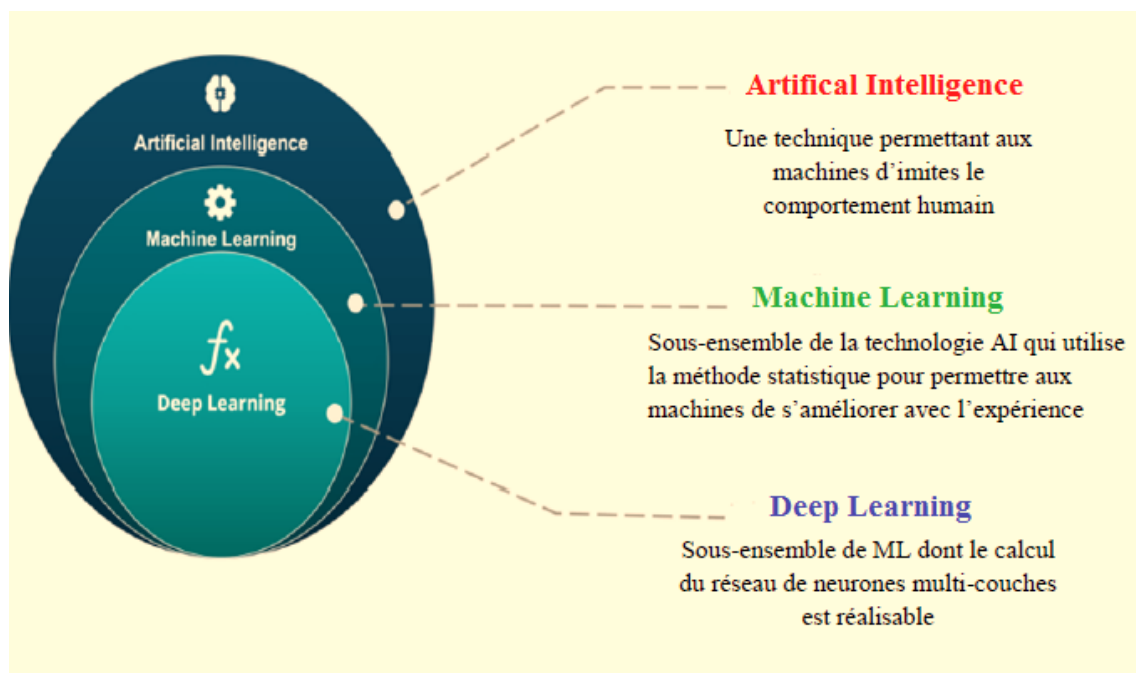 Artificial Intelligence
Machine Learning
fx
Deep Learning
Artifical Intelligence
Une technique permettant aux
machines d’imites le
comportement humain
Machine Learning
Sous-ensemble de la technologie AI qui utilise
la méthode statistique pour permettre aux
machines de s’améliorer avec l’expérience
Deep Learning
Sous-ensemble de ML dont le calcul
du réseau de neurones multi-couches
est réalisable